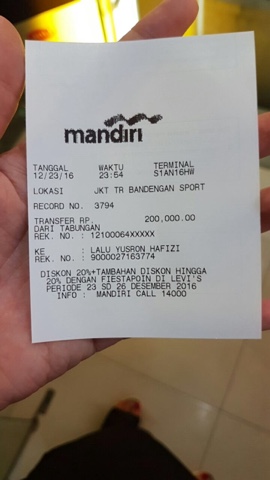 mandırı
TANGGAL WAKTU TERMINAL
12/23/16 23:54 S1AN16HW
LOKASI JKT TR BANDENGAN SPORT
RECORD NO. 3794
TRANSFER RP. 200,000.00
DARI TABUNGAN
REK. NO. : 12100064XXXXX
KE : LALU YUSRON HAFIZI
REK. NO. : 9000027163774
DISKON 20%+TAMBAHAN DISKON HINGGA
20% DENGAN FIESTAPOIN DI LEVI'S
PERIODE 23 SD 26 DESEMBER 2016
INFO : MANDIRI CALL 14000